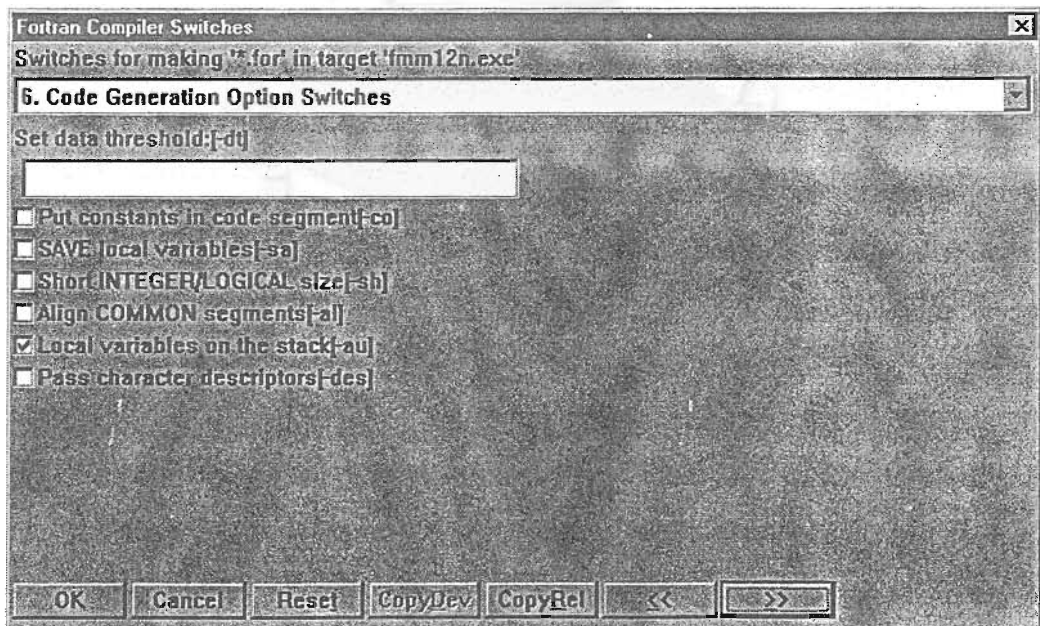 Fortran Compiler Switches
Switches for making '*.for' in target 'fmm12n.exe'
6. Code Generation Option Switches
Set data threshold:[-dt]
Put constants in code segment[-co]
SAVE local variables[-sa]
Short INTEGER/LOGICAL size[-sh]
Align COMMON segments[-al]
Local variables on the stack[-au]
Pass character descriptors[-des]
OK Cancel Reset CopyDev CopyRel << >>